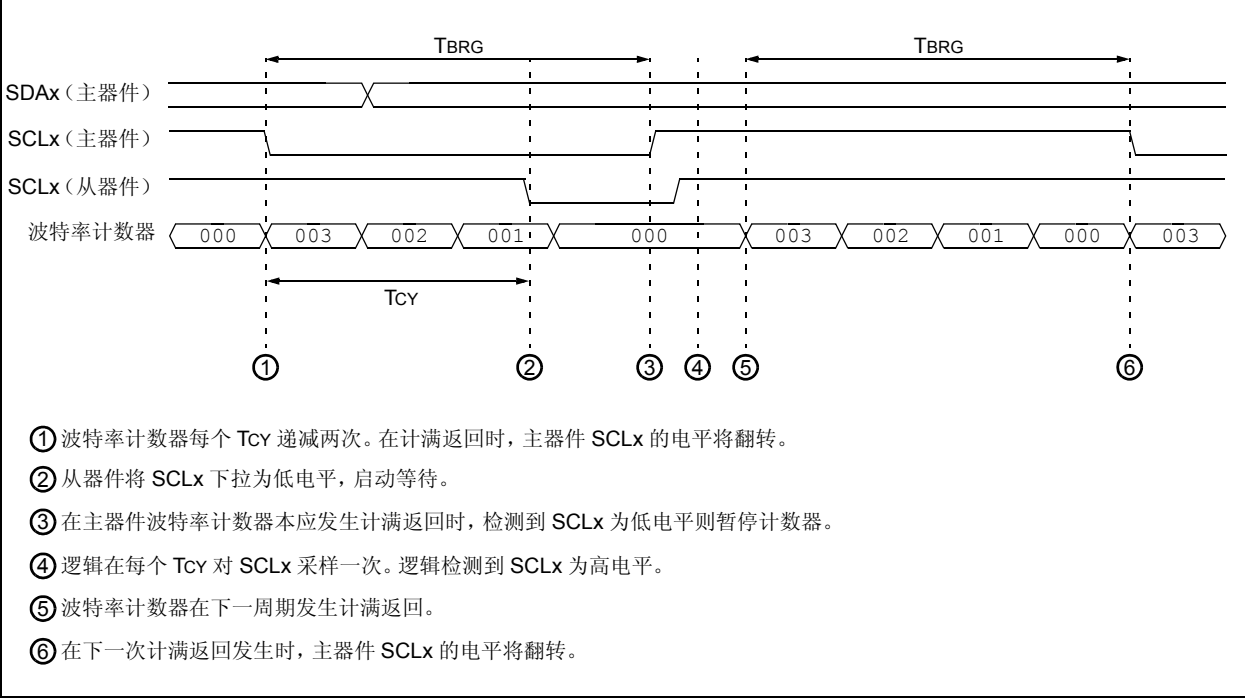 TBRG TBRG
SDAx（主器件）
SCLx（主器件）
SCLx（从器件）
波特率计数器 000 003 002 001 000 003 002 001 000 003
TCY
① ② ③ ④ ⑤ ⑥
① 波特率计数器每个 TCY 递减两次。在计满返回时，主器件 SCLx 的电平将翻转。
② 从器件将 SCLx 下拉为低电平，启动等待。
③ 在主器件波特率计数器本应发生计满返回时，检测到 SCLx 为低电平则暂停计数器。
④ 逻辑在每个 TCY 对 SCLx 采样一次。逻辑检测到 SCLx 为高电平。
⑤ 波特率计数器在下一周期发生计满返回。
⑥ 在下一次计满返回发生时，主器件 SCLx 的电平将翻转。